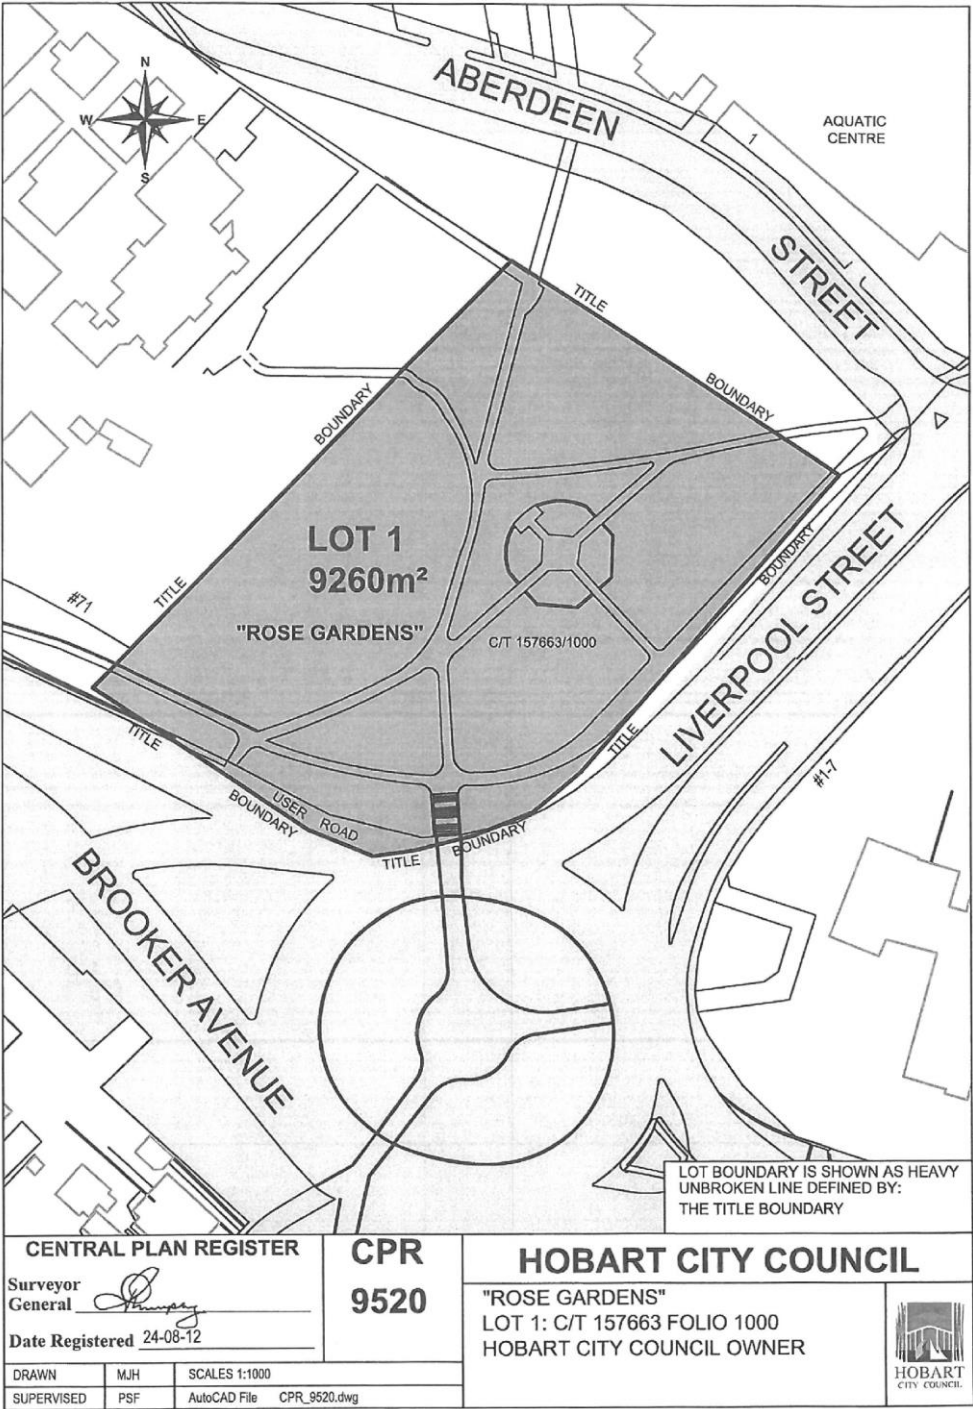 N
W
E
S
ABERDEEN
STREET
AQUATIC
CENTRE
1
TITLE
BOUNDARY
BOUNDARY
TITLE
LOT 1
9260m²
"ROSE GARDENS"
C/T 157663/1000
BOUNDARY
TITLE
LIVERPOOL STREET
#71
#1-7
TITLE
BOUNDARY
USER ROAD
TITLE BOUNDARY
BROOKER AVENUE
LOT BOUNDARY IS SHOWN AS HEAVY
UNBROKEN LINE DEFINED BY:
THE TITLE BOUNDARY
CENTRAL PLAN REGISTER
Surveyor
General
Date Registered 24-08-12
CPR
9520
HOBART CITY COUNCIL
"ROSE GARDENS"
LOT 1: C/T 157663 FOLIO 1000
HOBART CITY COUNCIL OWNER
HOBART
CITY COUNCIL
DRAWN MJH SCALES 1:1000
SUPERVISED PSF AutoCAD File CPR_9520.dwg